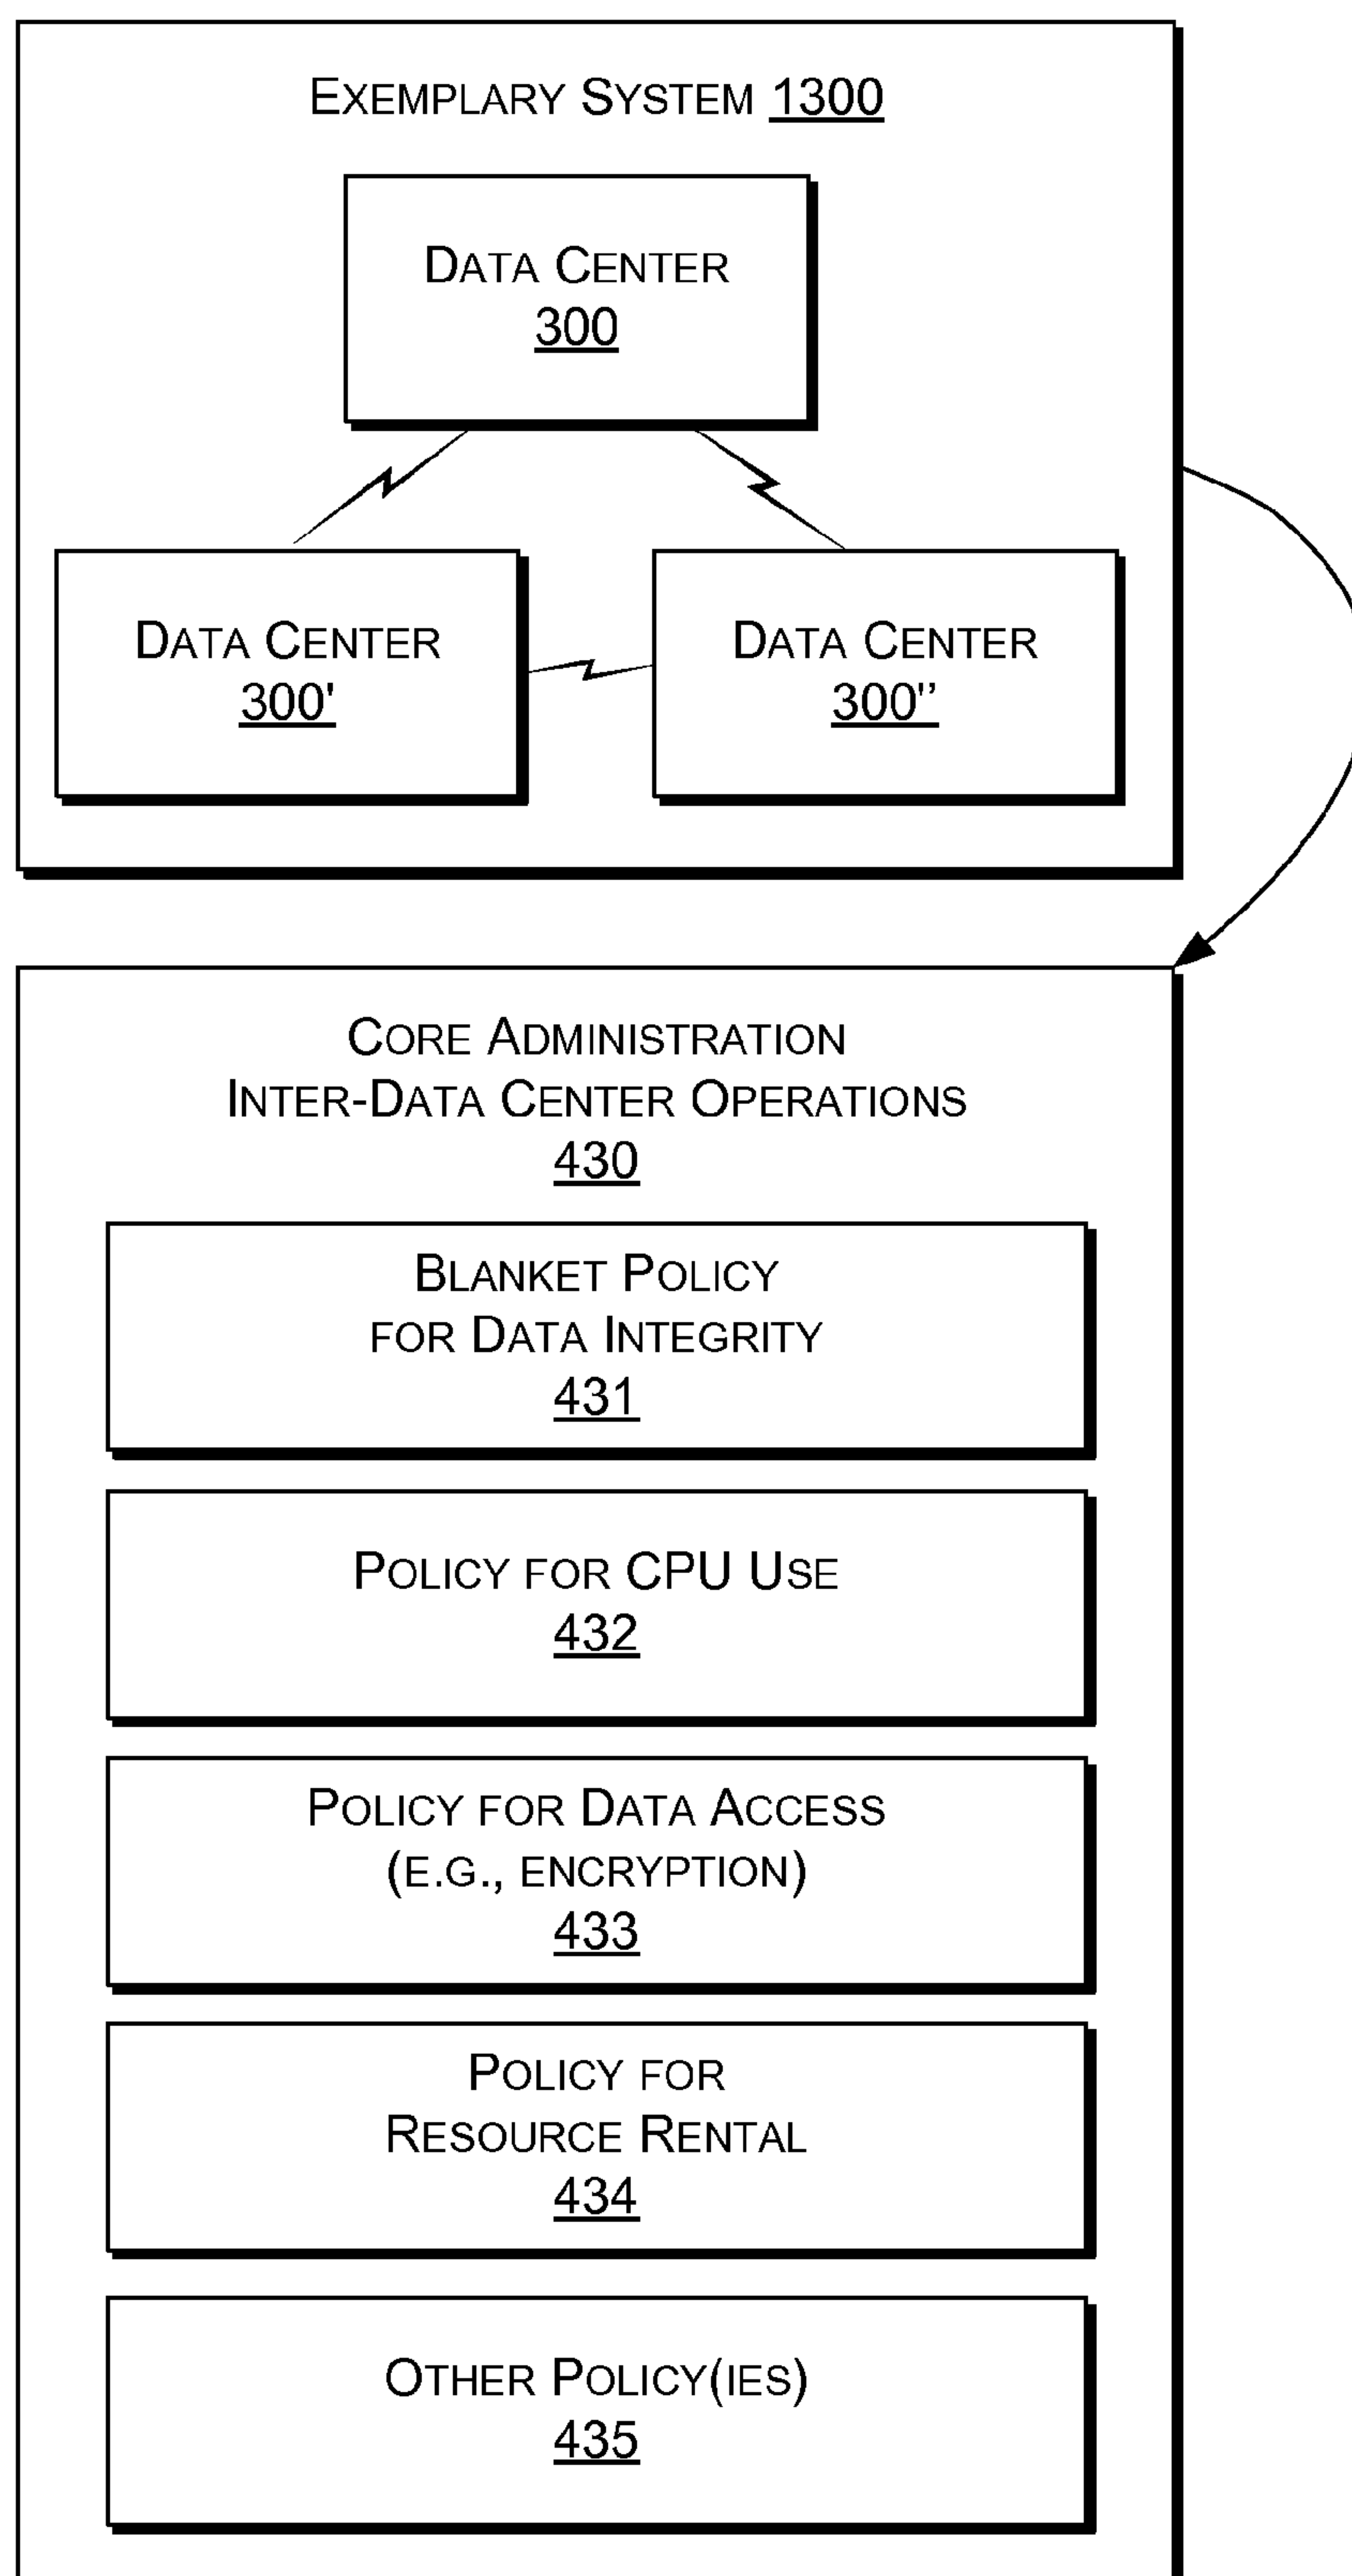 EXEMPLARY SYSTEM 1300
DATA CENTER
300
DATA CENTER
300'
DATA CENTER
300''
CORE ADMINISTRATION
INTER-DATA CENTER OPERATIONS
430
BLANKET POLICY
FOR DATA INTEGRITY
431
POLICY FOR CPU USE
432
POLICY FOR DATA ACCESS
(E.G., ENCRYPTION)
433
POLICY FOR
RESOURCE RENTAL
434
OTHER POLICY(IES)
435